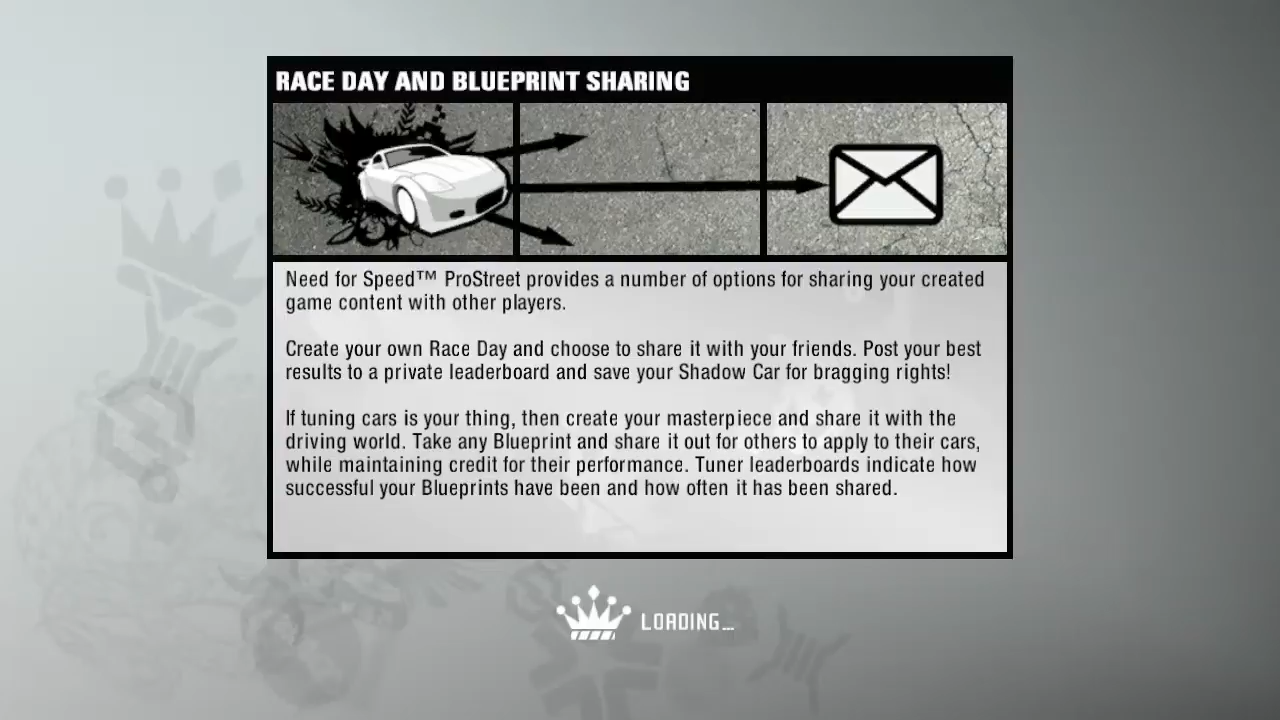 RACE DAY AND BLUEPRINT SHARING
Need for Speed™ ProStreet provides a number of options for sharing your created
game content with other players.
Create your own Race Day and choose to share it with your friends. Post your best
results to a private leaderboard and save your Shadow Car for bragging rights!
If tuning cars is your thing, then create your masterpiece and share it with the
driving world. Take any Blueprint and share it out for others to apply to their cars,
while maintaining credit for their performance. Tuner leaderboards indicate how
successful your Blueprints have been and how often it has been shared.
LOADING...